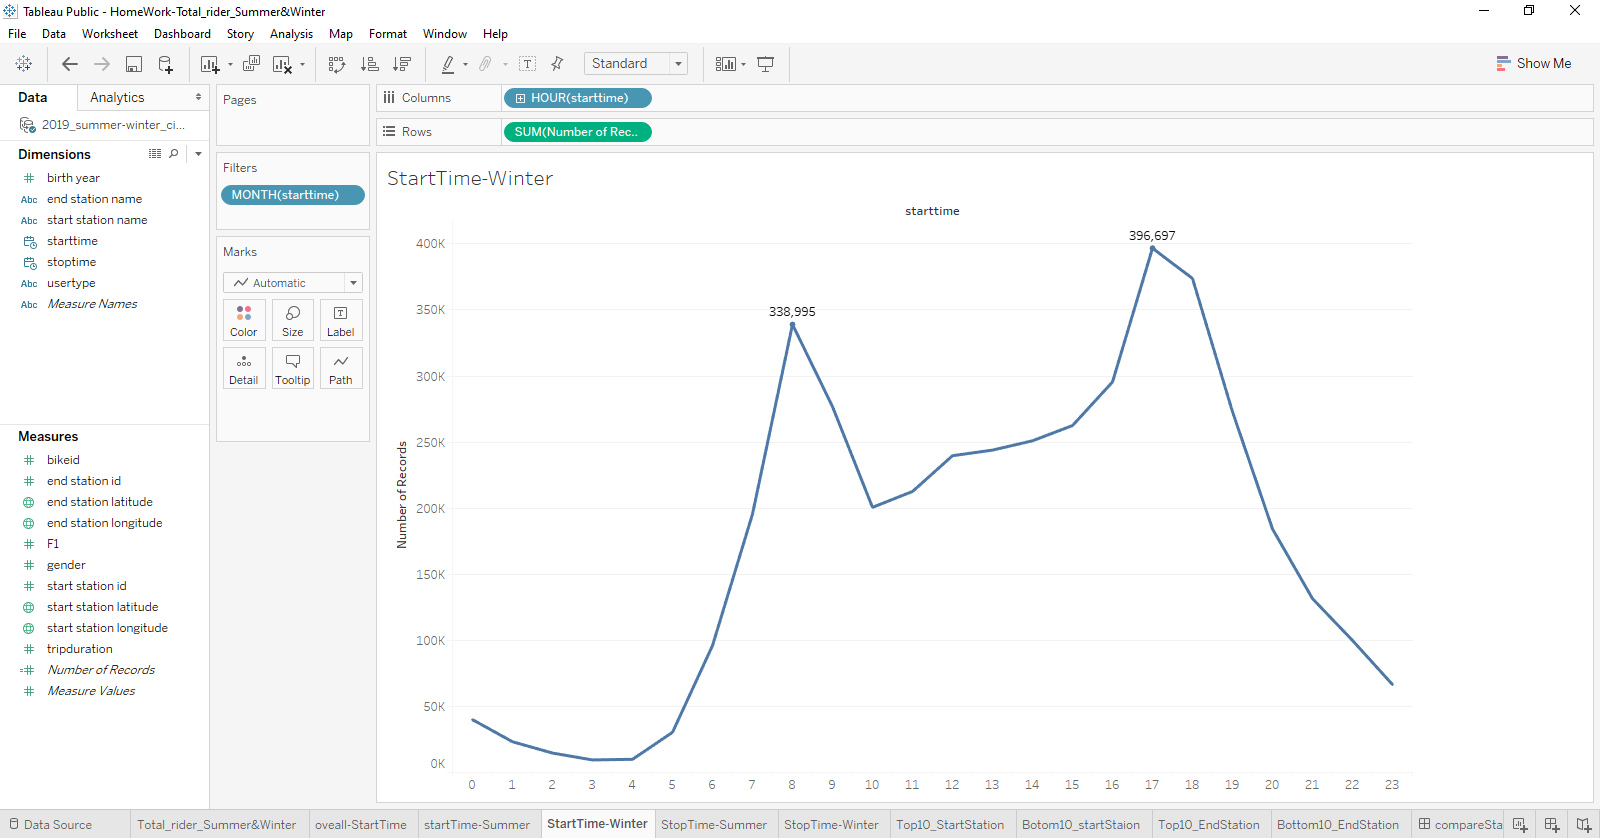 Tableau Public - HomeWork-Total_rider_Summer&Winter
File Data Worksheet Dashboard Story Analysis Map Format Window Help
Standard
Show Me
Data Analytics
2019_summer-winter_ci...
Dimensions
birth year
Abc end station name
Abc start station name
starttime
stoptime
Abc usertype
Abc Measure Names
Measures
bikeid
end station id
end station latitude
end station longitude
F1
gender
start station id
start station latitude
start station longitude
tripduration
Number of Records
Measure Values
Pages
Filters
MONTH(starttime)
Marks
Automatic
Color Size Label
Detail Tooltip Path
Columns HOUR(starttime)
Rows SUM(Number of Rec..
StartTime-Winter
starttime
400K
350K
300K
250K
200K
150K
100K
50K
0K
Number of Records
338,995
396,697
0 1 2 3 4 5 6 7 8 9 10 11 12 13 14 15 16 17 18 19 20 21 22 23
Data Source Total_rider_Summer&Winter oveall-StartTime startTime-Summer StartTime-Winter StopTime-Summer StopTime-Winter Top10_StartStation Botom10_startStaion Top10_EndStation Bottom10_EndStation compareSta